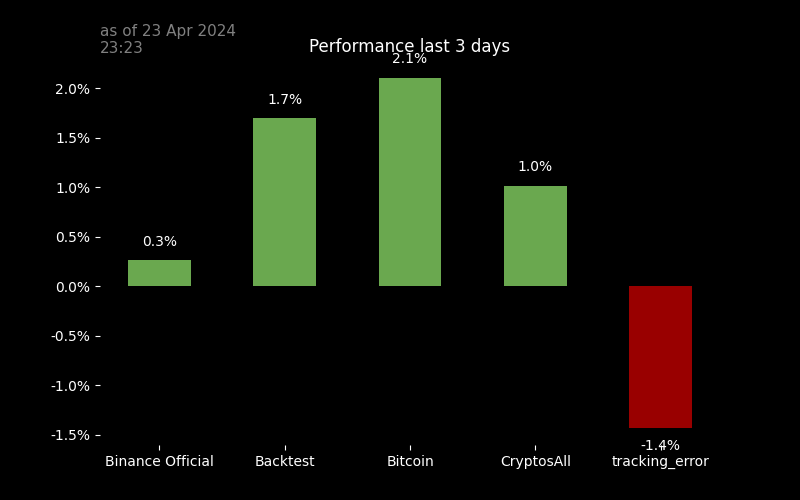 as of 23 Apr 2024
23:23
Performance last 3 days
2.1%
2.0%
1.7%
1.5%
1.0%
1.0%
0.5%
0.3%
0.0%
-0.5%
-1.0%
-1.5%
-1.4%
Binance Official
Backtest
Bitcoin
CryptosAll
tracking_error